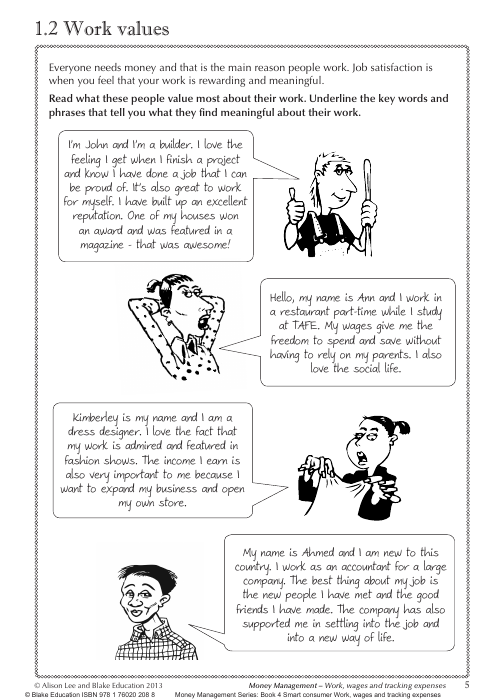 1.2 Work values
Everyone needs money and that is the main reason people work. Job satisfaction is
when you feel that your work is rewarding and meaningful.
Read what these people value most about their work. Underline the key words and
phrases that tell you what they find meaningful about their work.
I'm John and I'm a builder. I love the
feeling I get when I finish a project
and know I have done a job that I can
be proud of. It's also great to work
for myself. I have built up an excellent
reputation. One of my houses won
an award and was featured in a
magazine - that was awesome!
Hello, my name is Ann and I work in
a restaurant part-time while I study
at TAFE. My wages give me the
freedom to spend and save without
having to rely on my parents. I also
love the social life.
Kimberley is my name and I am a
dress designer. I love the fact that
my work is admired and featured in
fashion shows. The income I earn is
also very important to me because I
want to expand my business and open
my own store.
My name is Ahmed and I am new to this
country. I work as an accountant for a large
company. The best thing about my job is
the new people I have met and the good
friends I have made. The company has also
supported me in settling into the job and
into a new way of life.
© Alison Lee and Blake Education 2013
Money Management – Work, wages and tracking expenses 5
© Blake Education ISBN 978 1 76020 208 8
Money Management Series: Book 4 Smart consumer Work, wages and tracking expenses